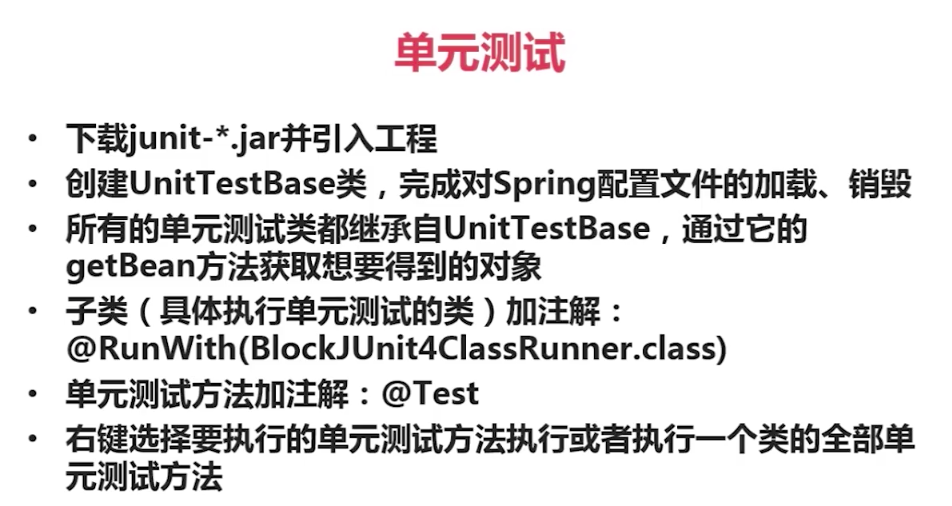 单元测试
• 下载junit-*.jar并引入工程
• 创建UnitTestBase类，完成对Spring配置文件的加载、销毁
• 所有的单元测试类都继承自UnitTestBase，通过它的
getBean方法获取想要得到的对象
• 子类（具体执行单元测试的类）加注解：
@RunWith(BlockJUnit4ClassRunner.class)
• 单元测试方法加注解：@Test
• 右键选择要执行的单元测试方法执行或者执行一个类的全部单
元测试方法